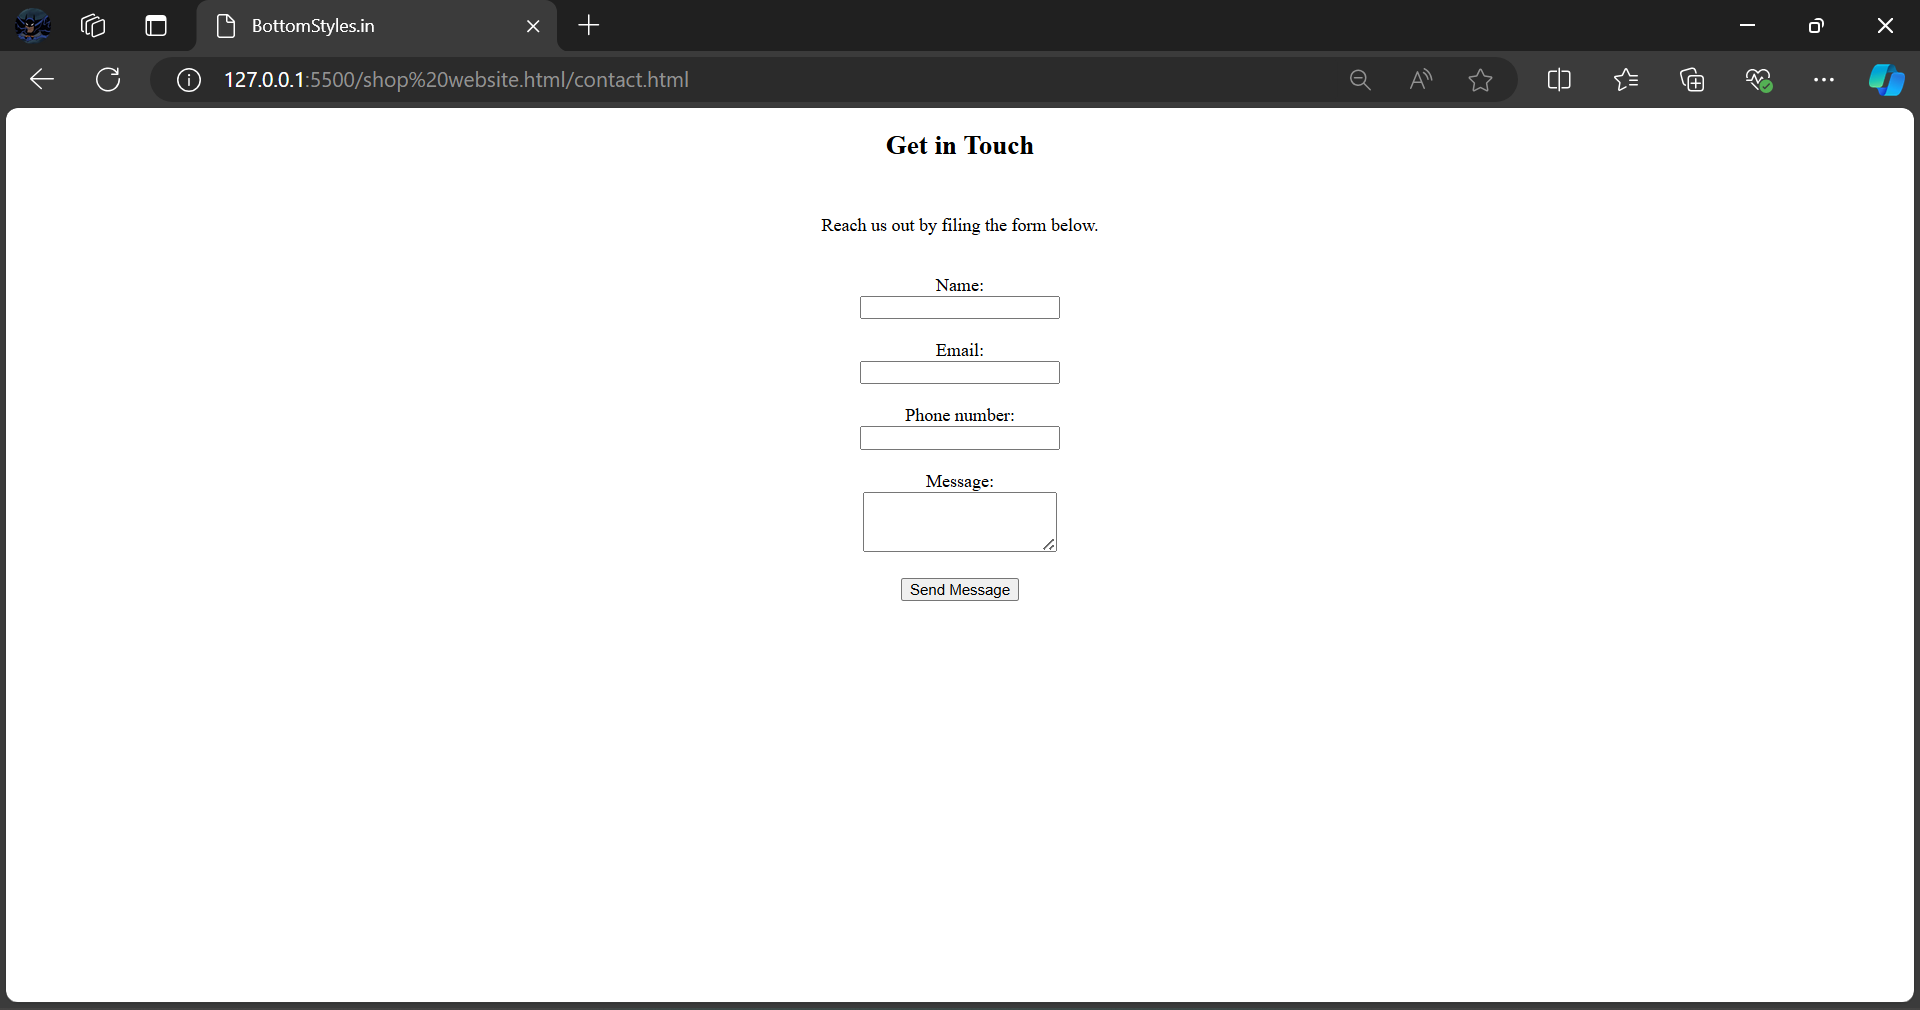 BottomStyles.in
127.0.0.1:5500/shop%20website.html/contact.html
Get in Touch
Reach us out by filing the form below.
Name:
Email:
Phone number:
Message:
Send Message